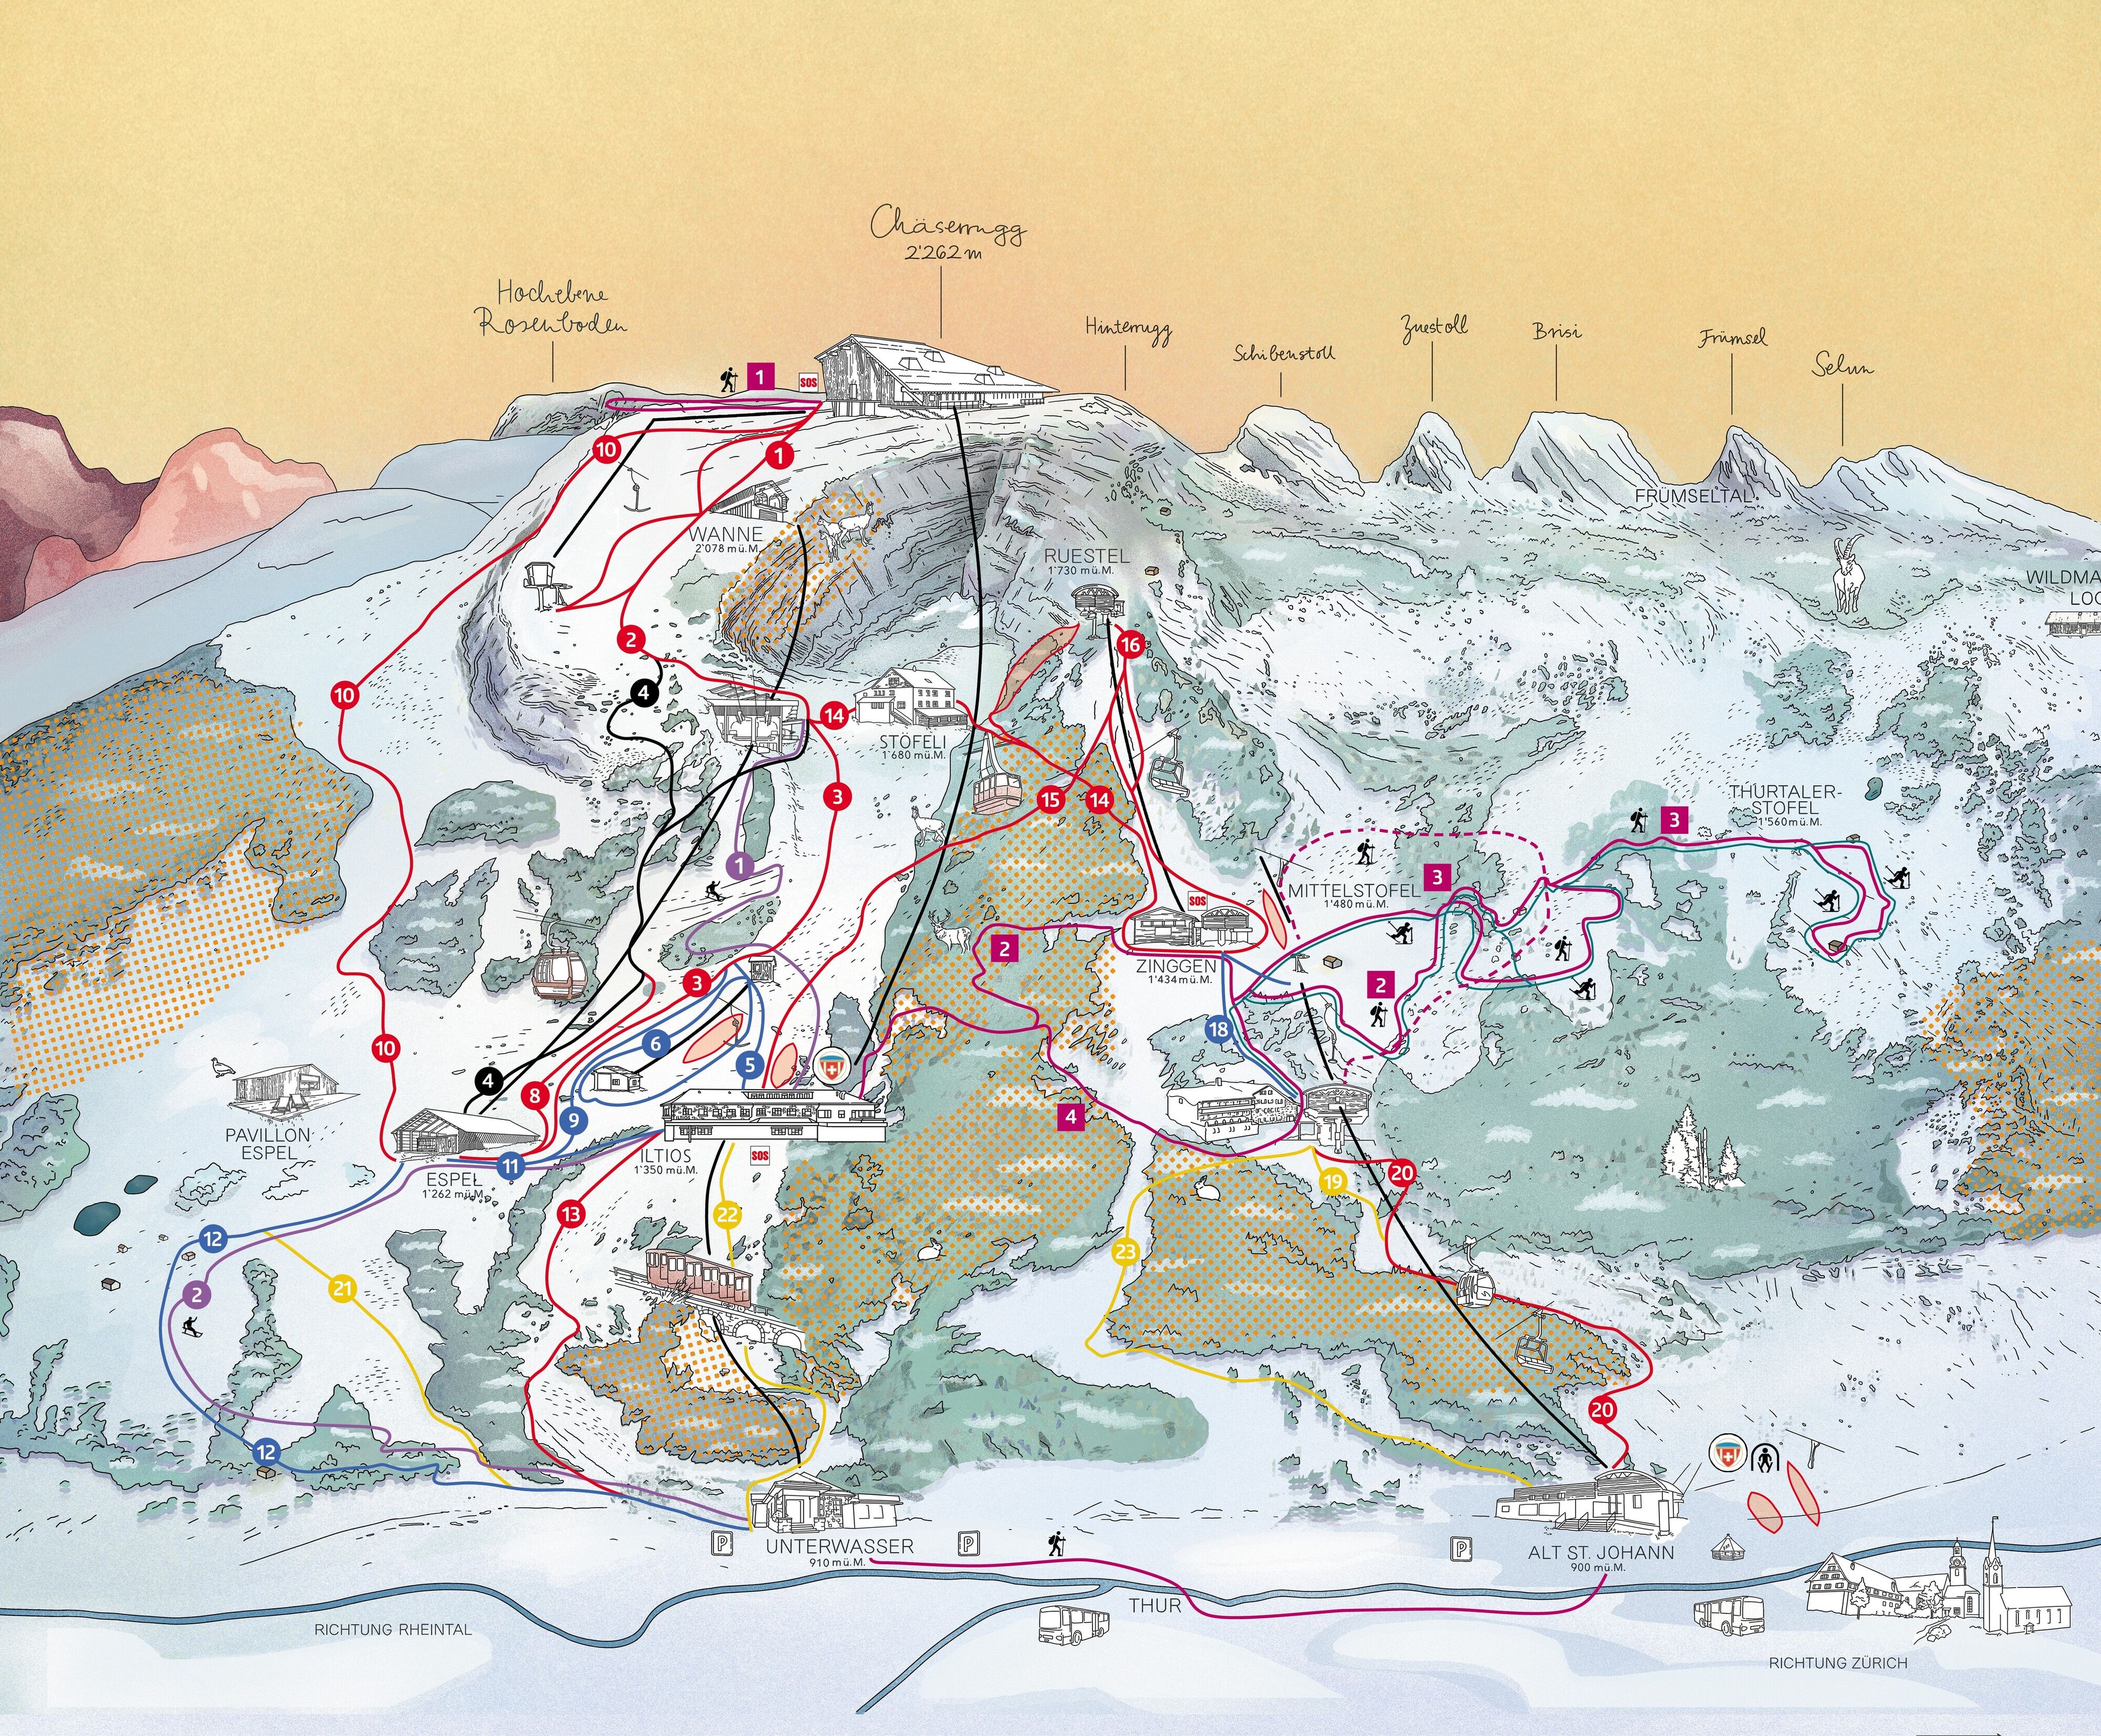 Chäserrugg
2'262 m
Hochebene
Rosenboden
Hinterrugg
Schibenstoll
Zuestoll
Brisi
Frümsel
Selun
1
SOS
10
1
FRÜMSELTAL
WANNE
2'078 m ü.M.
RUESTEL
1'730 m ü.M.
WILDMA
LOC
2
16
4
10
14
STÖFELI
1'680 m ü.M.
3
15
14
THURTALER-
STOFEL
1'560 m ü.M.
3
1
3
MITTELSTOFEL
1'480 m ü.M.
SOS
2
ZINGGEN
1'434 m ü.M.
3
2
18
10
6
5
4
8
9
4
PAVILLON
ESPEL
11
ILTIOS
1'350 m ü.M.
SOS
ESPEL
1'262 m ü.M.
19
20
13
22
12
23
2
21
20
12
P
UNTERWASSER
910 m ü.M.
P
P
ALT ST. JOHANN
900 m ü.M.
THUR
RICHTUNG RHEINTAL
RICHTUNG ZÜRICH